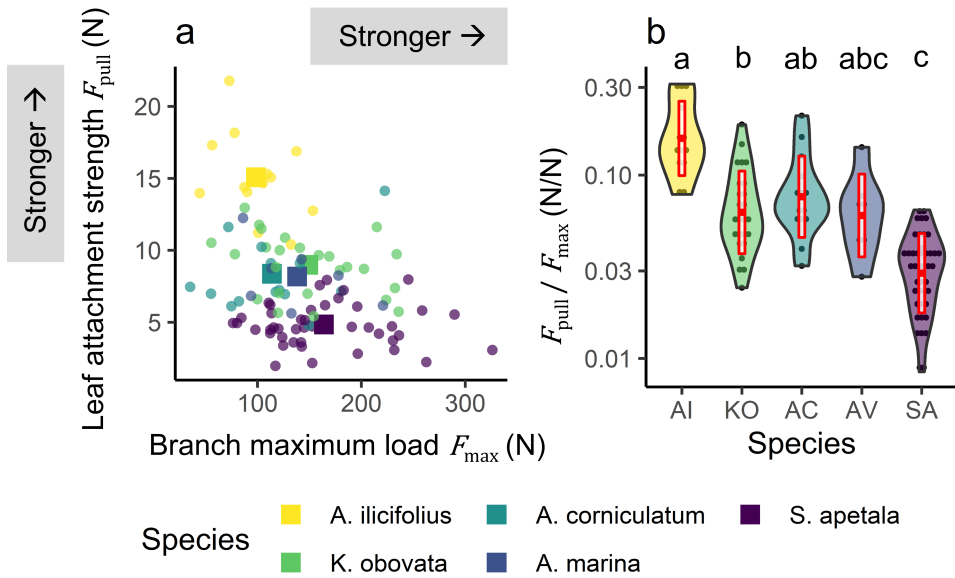 a
Stronger →
b
Stronger →
Leaf attachment strength Fpull (N)
20
15
10
5
100
200
300
Branch maximum load Fmax (N)
a
b
ab
abc
c
Fpull / Fmax (N/N)
0.30
0.10
0.03
0.01
AI
KO
AC
AV
SA
Species
Species
A. ilicifolius
A. corniculatum
S. apetala
K. obovata
A. marina